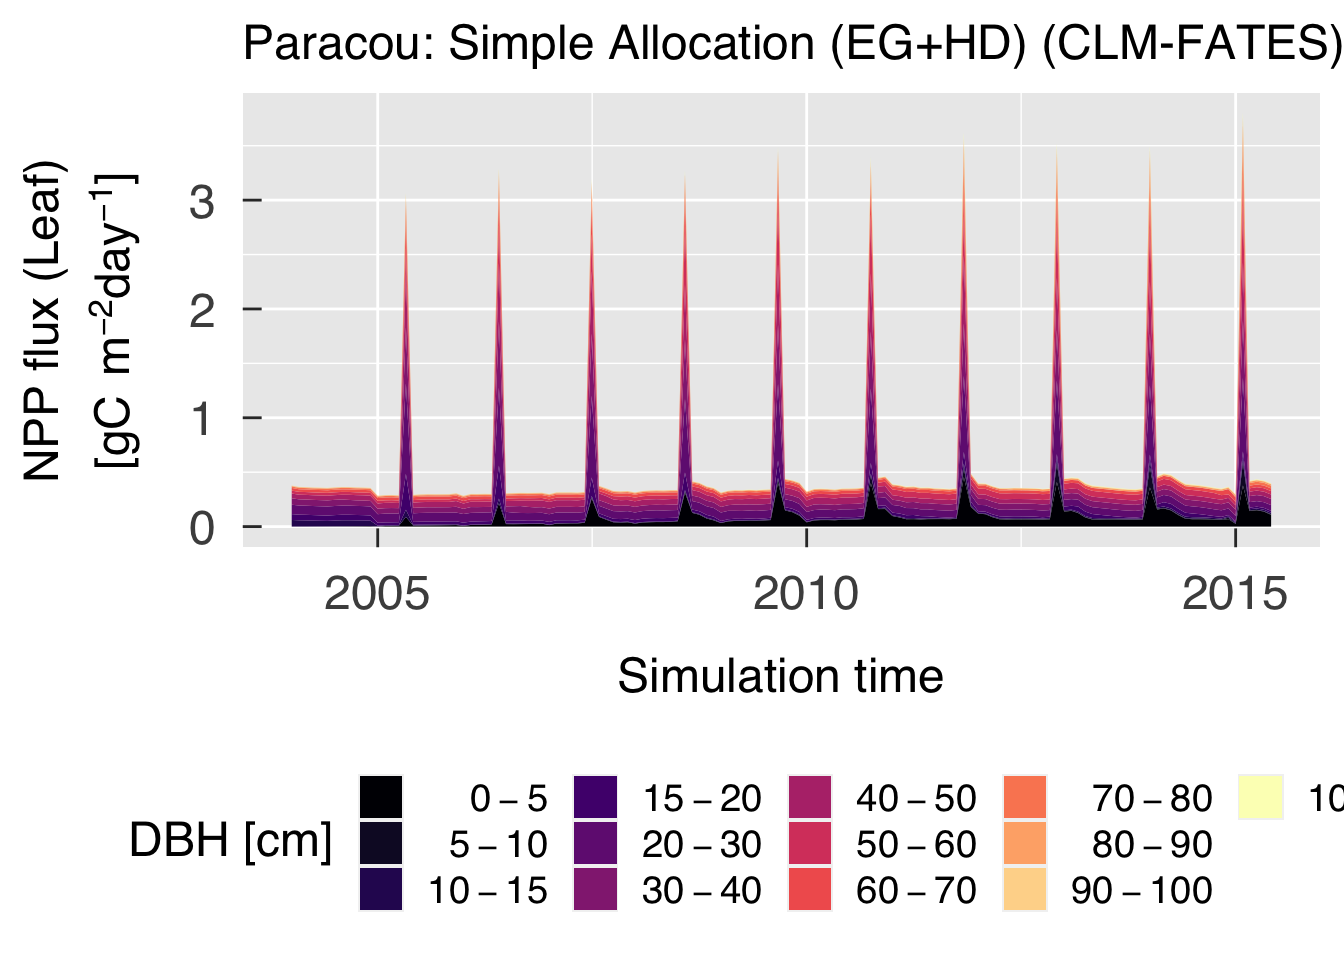 Paracou: Simple Allocation (EG+HD) (CLM-FATES)
NPP flux (Leaf)
[gC m⁻²day⁻¹]
3
2
1
0
2005 2010 2015
Simulation time
DBH [cm]
0 – 5 15 – 20 40 – 50 70 – 80 10
5 – 10 20 – 30 50 – 60 80 – 90
10 – 15 30 – 40 60 – 70 90 – 100